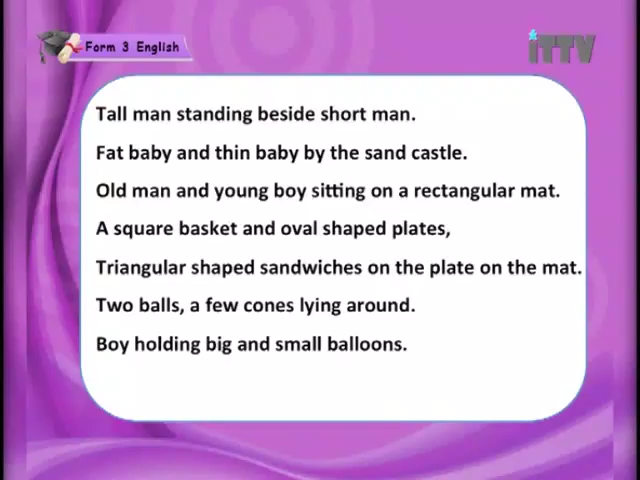 Form 3 English
iTTV
Tall man standing beside short man.
Fat baby and thin baby by the sand castle.
Old man and young boy sitting on a rectangular mat.
A square basket and oval shaped plates,
Triangular shaped sandwiches on the plate on the mat.
Two balls, a few cones lying around.
Boy holding big and small balloons.